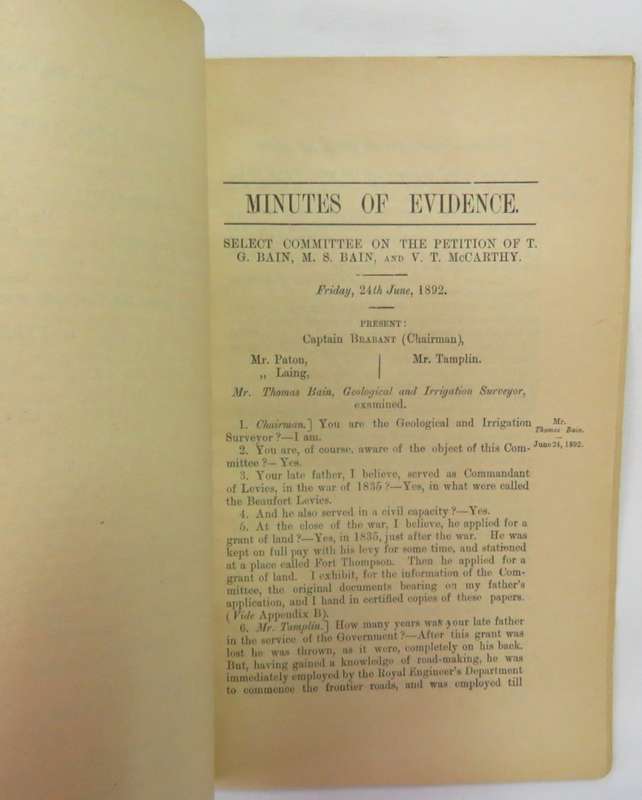 MINUTES OF EVIDENCE.
SELECT COMMITTEE ON THE PETITION OF T.
G. BAIN, M. S. BAIN, AND V. T. McCARTHY.
Friday, 24th June, 1892.
PRESENT:
Captain BRABANT (Chairman),
Mr. Paton,
„ Laing,
Mr. Tamplin.
Mr. Thomas Bain, Geological and Irrigation Surveyor,
examined.
1. Chairman.] You are the Geological and Irrigation
Surveyor?—I am.
Mr.
Thomas Bain.
June 24, 1892.
2. You are, of course, aware of the object of this Com-
mittee?—Yes.
3. Your late father, I believe, served as Commandant
of Levies, in the war of 1835?—Yes, in what were called
the Beaufort Levies.
4. And he also served in a civil capacity?—Yes.
5. At the close of the war, I believe, he applied for a
grant of land?—Yes, in 1835, just after the war. He was
kept on full pay with his levy for some time, and stationed
at a place called Fort Thompson. Then he applied for a
grant of land. I exhibit, for the information of the Com-
mittee, the original documents bearing on my father's
application, and I hand in certified copies of these papers.
(Vide Appendix B).
6. Mr. Tamplin.] How many years was your late father
in the service of the Government?—After this grant was
lost he was thrown, as it were, completely on his back.
But, having gained a knowledge of road-making, he was
immediately employed by the Royal Engineer's Department
to commence the frontier roads, and was employed till